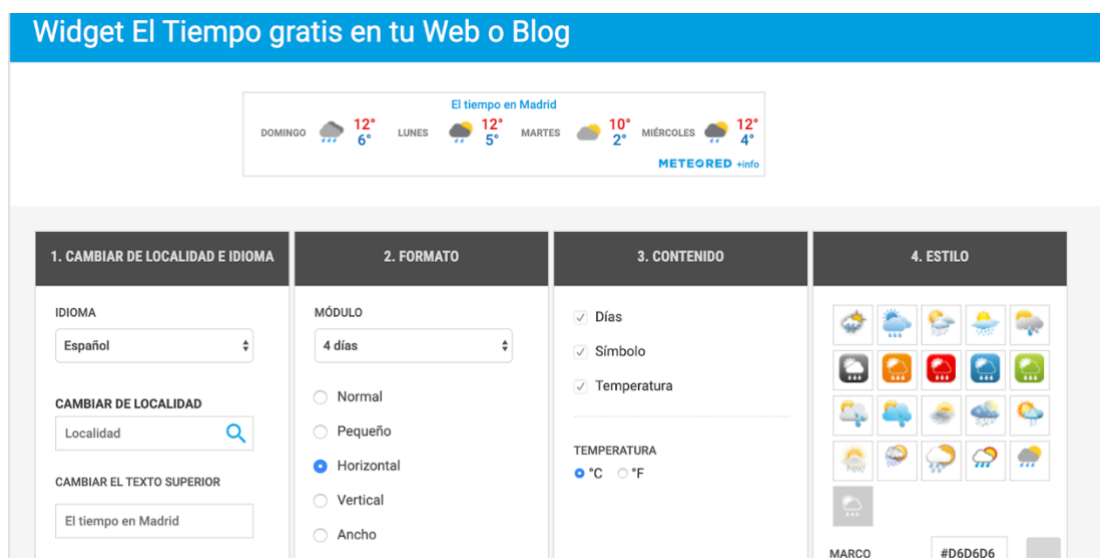 Widget El Tiempo gratis en tu Web o Blog
El tiempo en Madrid
DOMINGO 12° 6° LUNES 12° 5° MARTES 10° 2° MIÉRCOLES 12° 4°
METEORED +info
1. CAMBIAR DE LOCALIDAD E IDIOMA
IDIOMA
Español
CAMBIAR DE LOCALIDAD
Localidad
CAMBIAR EL TEXTO SUPERIOR
El tiempo en Madrid
2. FORMATO
MÓDULO
4 días
Normal
Pequeño
Horizontal
Vertical
Ancho
3. CONTENIDO
Días
Símbolo
Temperatura
TEMPERATURA
°C °F
4. ESTILO
MARCO #D6D6D6